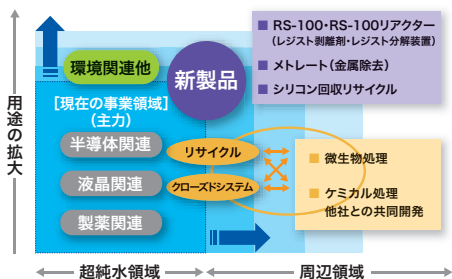 ■ RS-100・RS-100リアクター
（レジスト剥離剤・レジスト分解装置）
■ メトレート（金属除去）
■ シリコン回収リサイクル
環境関連他
新製品
用途の拡大
［現在の事業領域］
（主力）
半導体関連
液晶関連
製薬関連
リサイクル
クローズドシステム
■ 微生物処理
■ ケミカル処理
他社との共同開発
超純水領域
周辺領域